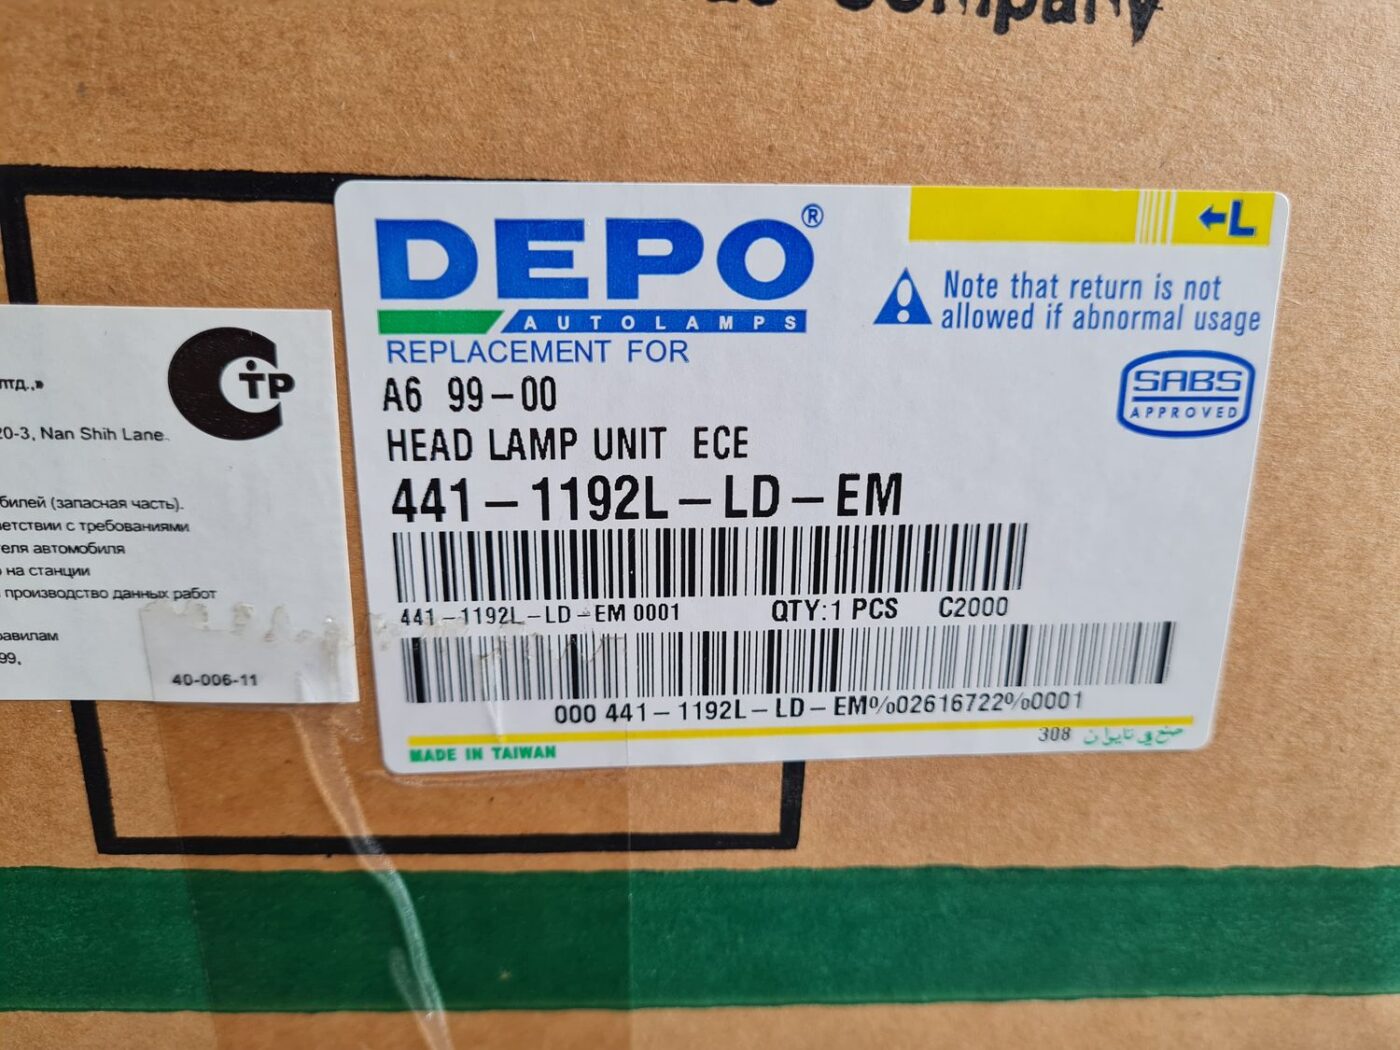 Company
DEPO®
AUTOLAMPS
L
Note that return is not
allowed if abnormal usage
REPLACEMENT FOR
A6 99-00
HEAD LAMP UNIT ECE
SABS
APPROVED
441-1192L-LD-EM
441-1192L-LD-EM 0001 QTY:1 PCS C2000
000 441-1192L-LD-EM%02616722%0001
MADE IN TAIWAN
308 صنع في تايوان
лтд.,»
СТР
20-3, Nan Shih Lane.
билей (запасная часть).
ветствии с требованиями
теля автомобиля
на станции
производство данных работ
равилам
99.
40-006-11